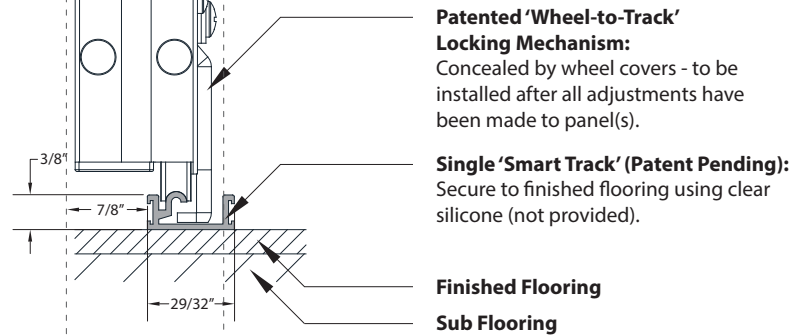 Patented 'Wheel-to-Track'
Locking Mechanism:
Concealed by wheel covers - to be
installed after all adjustments have
been made to panel(s).
Single 'Smart Track' (Patent Pending):
Secure to finished flooring using clear
silicone (not provided).
3/8"
7/8"
29/32"
Finished Flooring
Sub Flooring